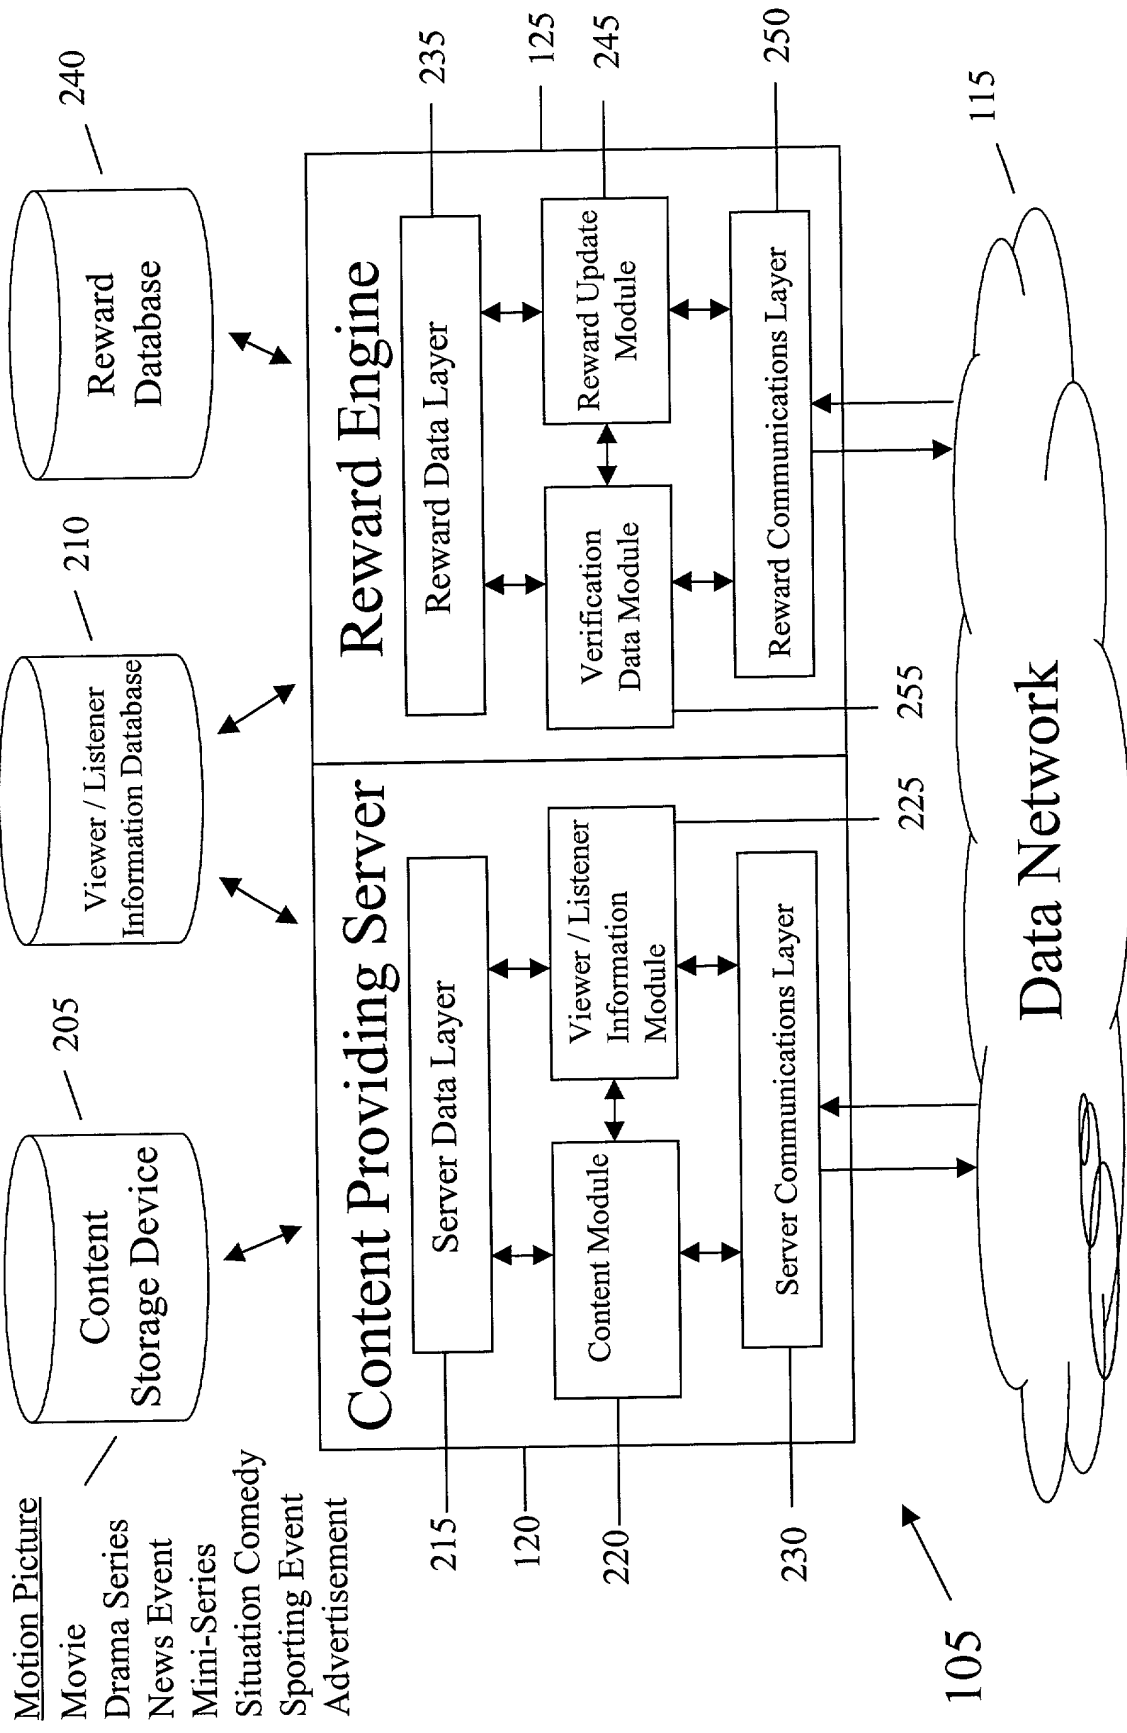 Motion Picture
Movie
Drama Series
News Event
Mini-Series
Situation Comedy
Sporting Event
Advertisement
205
Content
Storage Device
210
Viewer / Listener
Information Database
240
Reward
Database
Content Providing Server
Reward Engine
215
Server Data Layer
Reward Data Layer
235
120
125
220
Content Module
Viewer / Listener
Information
Module
225
Verification
Data Module
255
Reward Update
Module
245
230
Server Communications Layer
Reward Communications Layer
250
105
Data Network
115